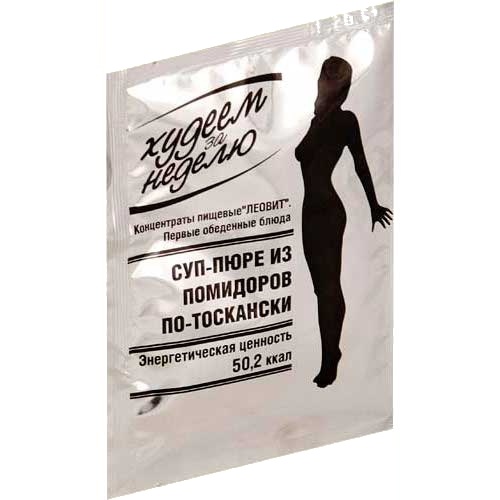 худеем
за
неделю
Концентраты пищевые"ЛЕОВИТ".
Первые обеденные блюда
СУП-ПЮРЕ ИЗ
ПОМИДОРОВ
ПО-ТОСКАНСКИ
Энергетическая ценность
50,2 ккал